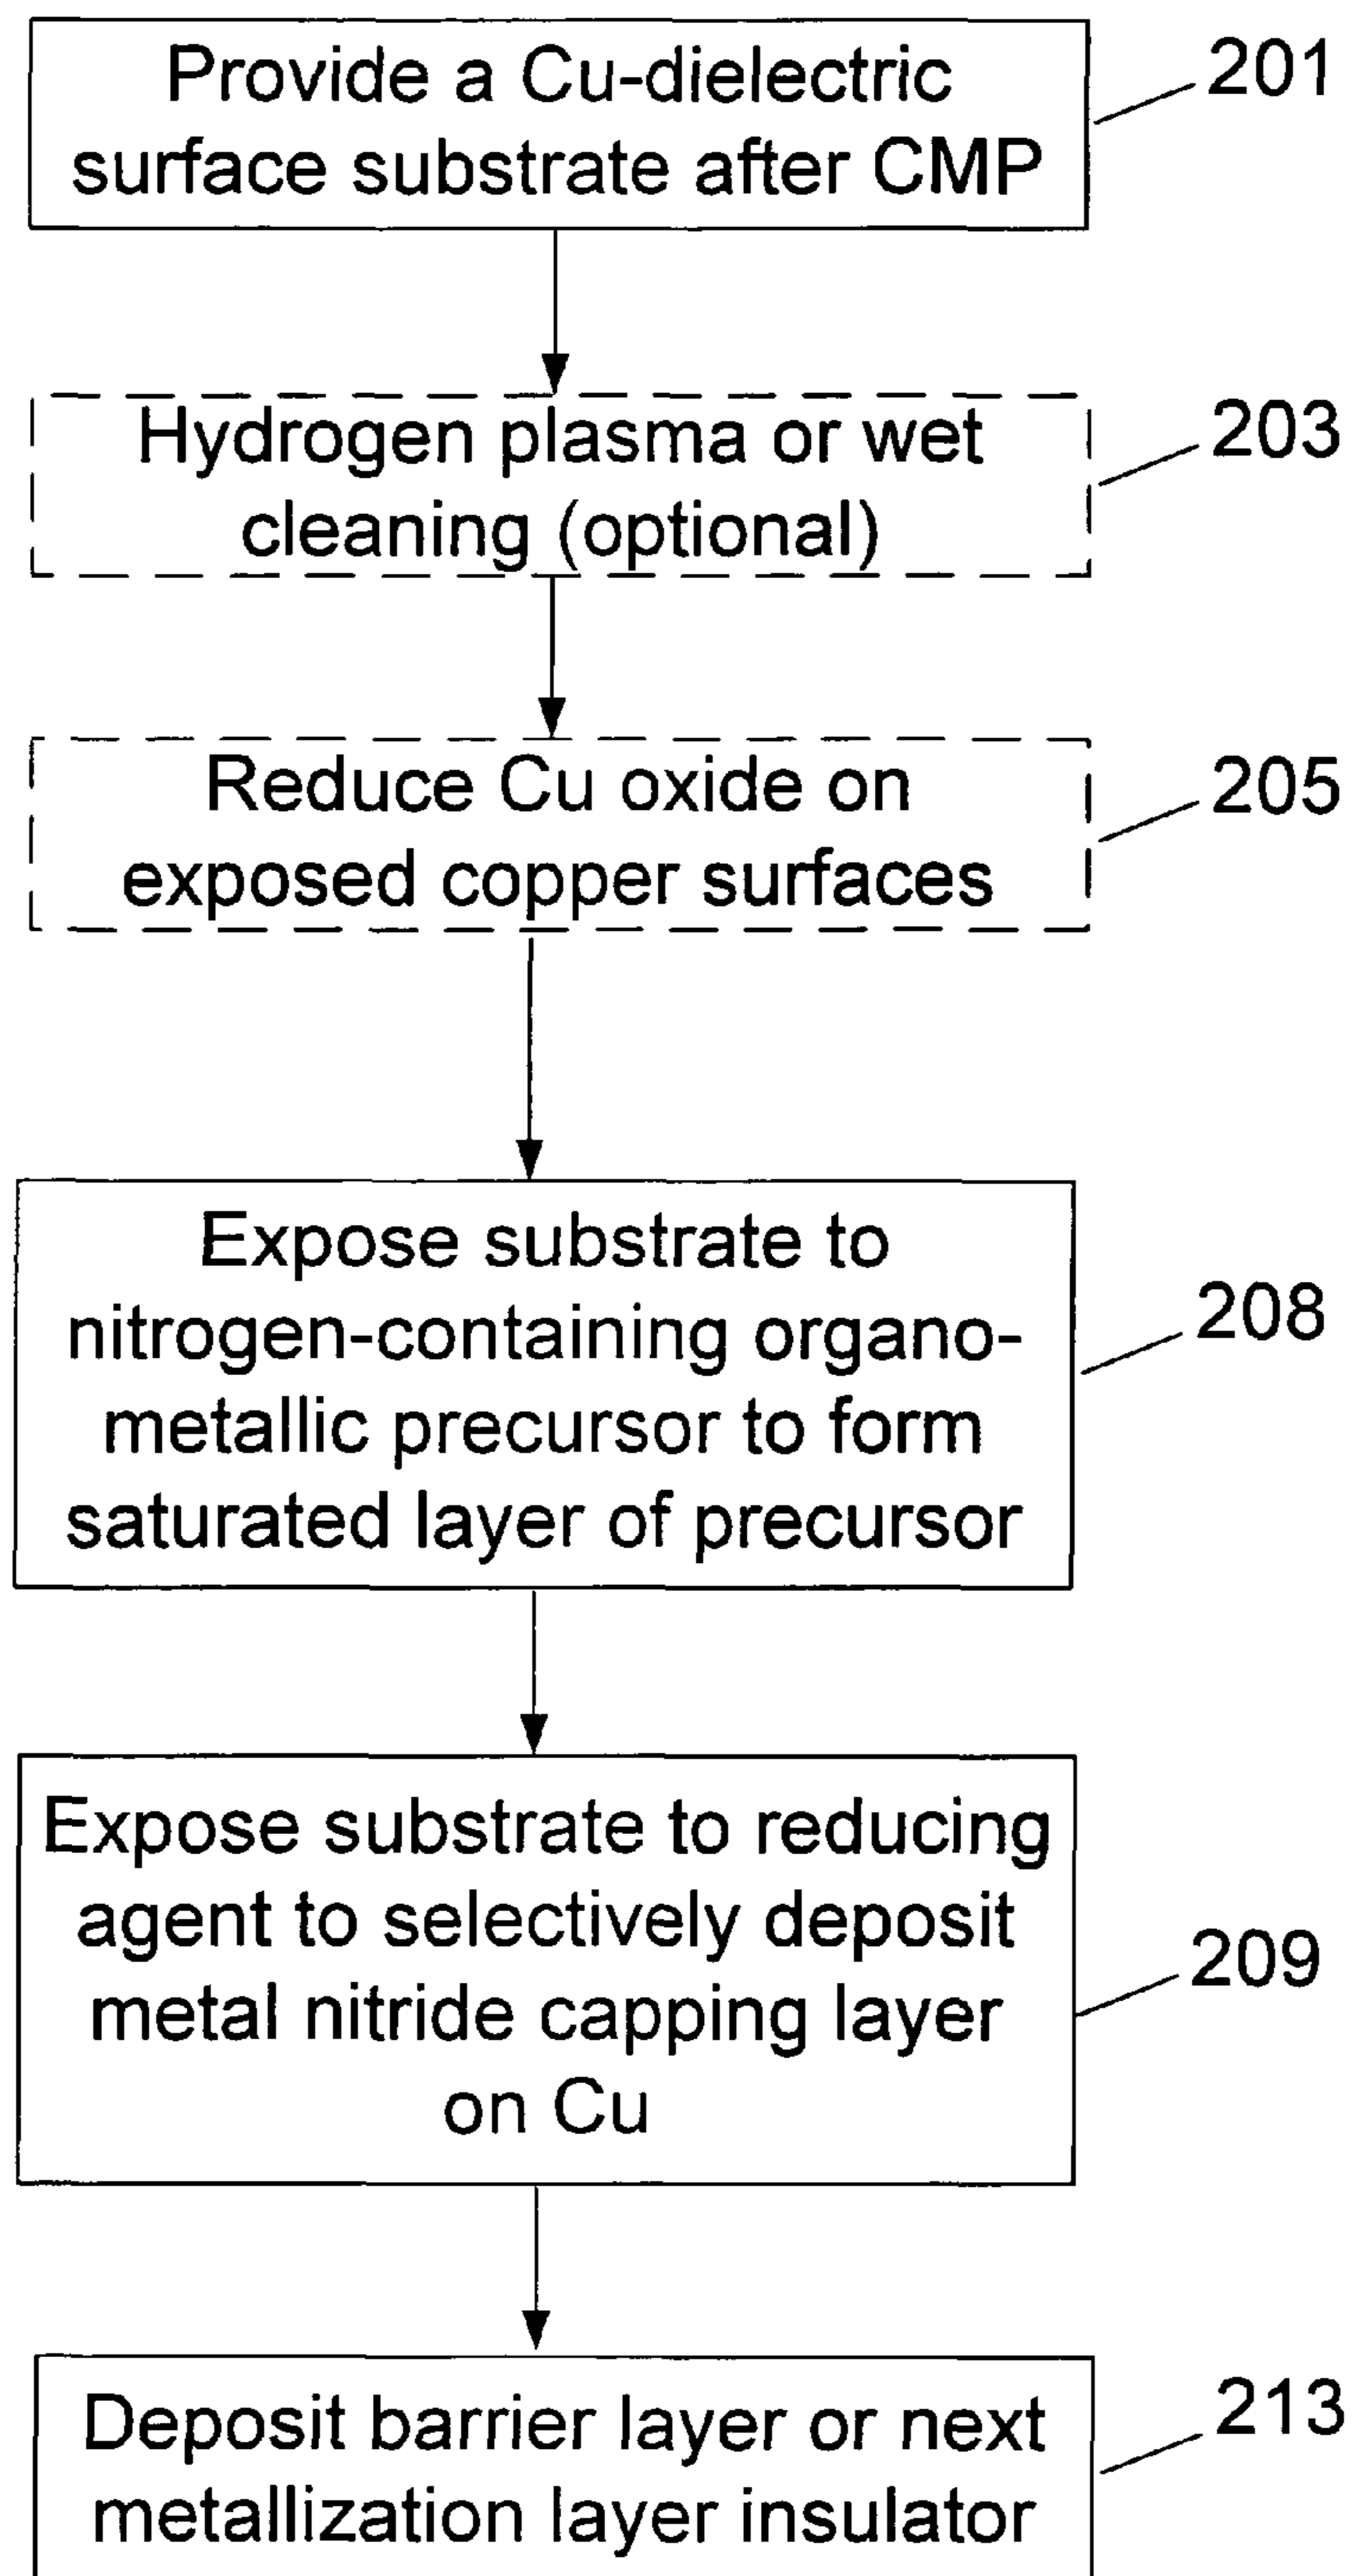 Provide a Cu-dielectric
surface substrate after CMP
201
Hydrogen plasma or wet
cleaning (optional)
203
Reduce Cu oxide on
exposed copper surfaces
205
Expose substrate to
nitrogen-containing organo-
metallic precursor to form
saturated layer of precursor
208
Expose substrate to reducing
agent to selectively deposit
metal nitride capping layer
on Cu
209
Deposit barrier layer or next
metallization layer insulator
213